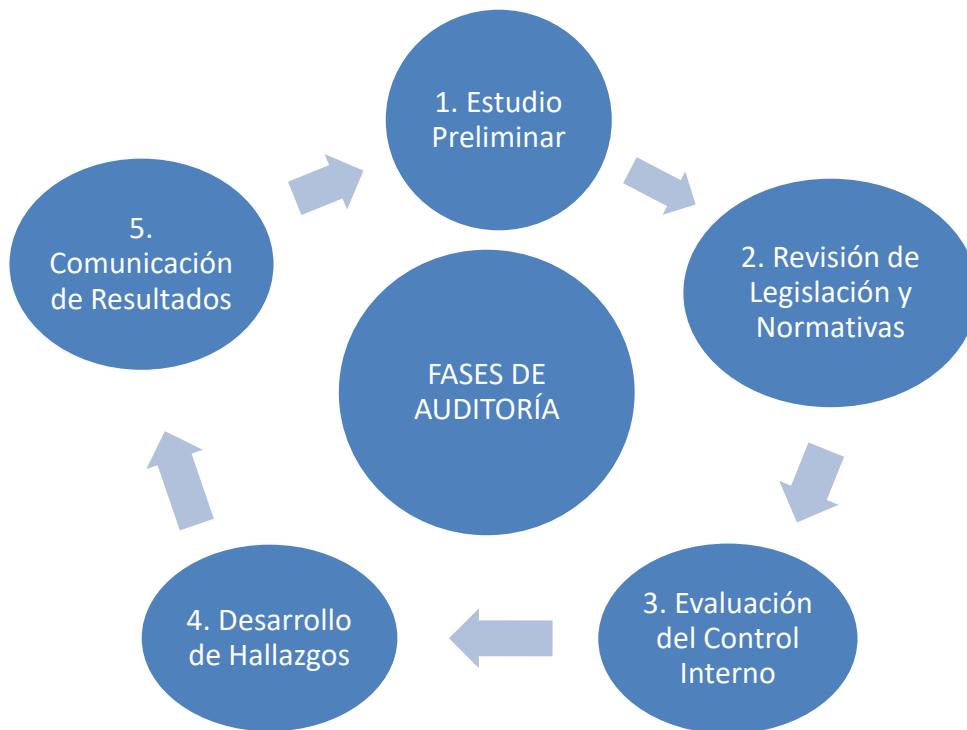 1. Estudio
Preliminar
2. Revisión de
Legislación y
Normativas
3. Evaluación
del Control
Interno
4. Desarrollo
de Hallazgos
5.
Comunicación
de Resultados
FASES DE
AUDITORÍA